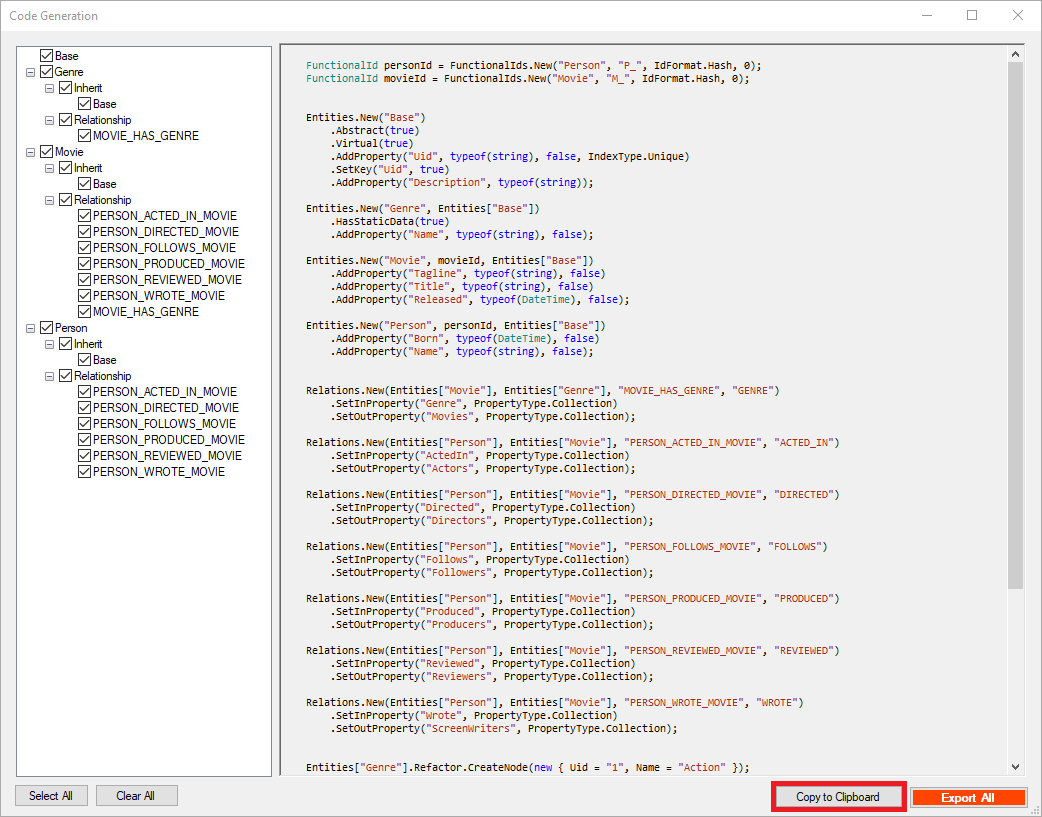 Code Generation
Base
Genre
Inherit
Base
Relationship
MOVIE_HAS_GENRE
Movie
Inherit
Base
Relationship
PERSON_ACTED_IN_MOVIE
PERSON_DIRECTED_MOVIE
PERSON_FOLLOWS_MOVIE
PERSON_PRODUCED_MOVIE
PERSON_REVIEWED_MOVIE
PERSON_WROTE_MOVIE
MOVIE_HAS_GENRE
Person
Inherit
Base
Relationship
PERSON_ACTED_IN_MOVIE
PERSON_DIRECTED_MOVIE
PERSON_FOLLOWS_MOVIE
PERSON_PRODUCED_MOVIE
PERSON_REVIEWED_MOVIE
PERSON_WROTE_MOVIE
FunctionalId personId = FunctionalIds.New("Person", "P_", IdFormat.Hash, 0);
FunctionalId movieId = FunctionalIds.New("Movie", "M_", IdFormat.Hash, 0);
Entities.New("Base")
.Abstract(true)
.Virtual(true)
.AddProperty("Uid", typeof(string), false, IndexType.Unique)
.SetKey("Uid", true)
.AddProperty("Description", typeof(string));
Entities.New("Genre", Entities["Base"])
.HasStaticData(true)
.AddProperty("Name", typeof(string), false);
Entities.New("Movie", movieId, Entities["Base"])
.AddProperty("Tagline", typeof(string), false)
.AddProperty("Title", typeof(string), false)
.AddProperty("Released", typeof(DateTime), false);
Entities.New("Person", personId, Entities["Base"])
.AddProperty("Born", typeof(DateTime), false)
.AddProperty("Name", typeof(string), false);
Relations.New(Entities["Movie"], Entities["Genre"], "MOVIE_HAS_GENRE", "GENRE")
.SetInProperty("Genre", PropertyType.Collection)
.SetOutProperty("Movies", PropertyType.Collection);
Relations.New(Entities["Person"], Entities["Movie"], "PERSON_ACTED_IN_MOVIE", "ACTED_IN")
.SetInProperty("ActedIn", PropertyType.Collection)
.SetOutProperty("Actors", PropertyType.Collection);
Relations.New(Entities["Person"], Entities["Movie"], "PERSON_DIRECTED_MOVIE", "DIRECTED")
.SetInProperty("Directed", PropertyType.Collection)
.SetOutProperty("Directors", PropertyType.Collection);
Relations.New(Entities["Person"], Entities["Movie"], "PERSON_FOLLOWS_MOVIE", "FOLLOWS")
.SetInProperty("Follows", PropertyType.Collection)
.SetOutProperty("Followers", PropertyType.Collection);
Relations.New(Entities["Person"], Entities["Movie"], "PERSON_PRODUCED_MOVIE", "PRODUCED")
.SetInProperty("Produced", PropertyType.Collection)
.SetOutProperty("Producers", PropertyType.Collection);
Relations.New(Entities["Person"], Entities["Movie"], "PERSON_REVIEWED_MOVIE", "REVIEWED")
.SetInProperty("Reviewed", PropertyType.Collection)
.SetOutProperty("Reviewers", PropertyType.Collection);
Relations.New(Entities["Person"], Entities["Movie"], "PERSON_WROTE_MOVIE", "WROTE")
.SetInProperty("Wrote", PropertyType.Collection)
.SetOutProperty("ScreenWriters", PropertyType.Collection);
Entities["Genre"].Refactor.CreateNode(new { Uid = "1", Name = "Action" });
Select All
Clear All
Copy to Clipboard
Export All